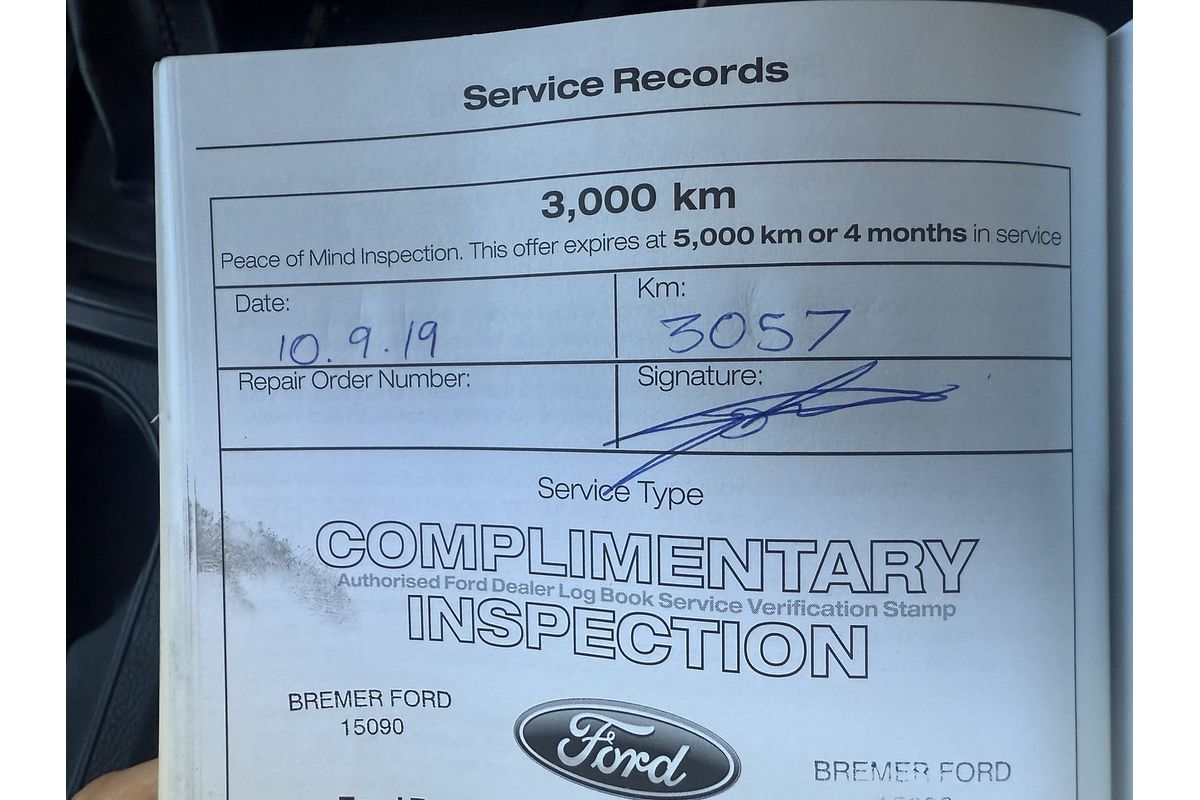 Service Records
3,000 km
Peace of Mind Inspection. This offer expires at 5,000 km or 4 months in service
Date:
10.9.19
Km:
3057
Repair Order Number:
Signature:
Service Type
COMPLIMENTARY
Authorised Ford Dealer Log Book Service Verification Stamp
INSPECTION
BREMER FORD
15090
Ford
BREMER FORD